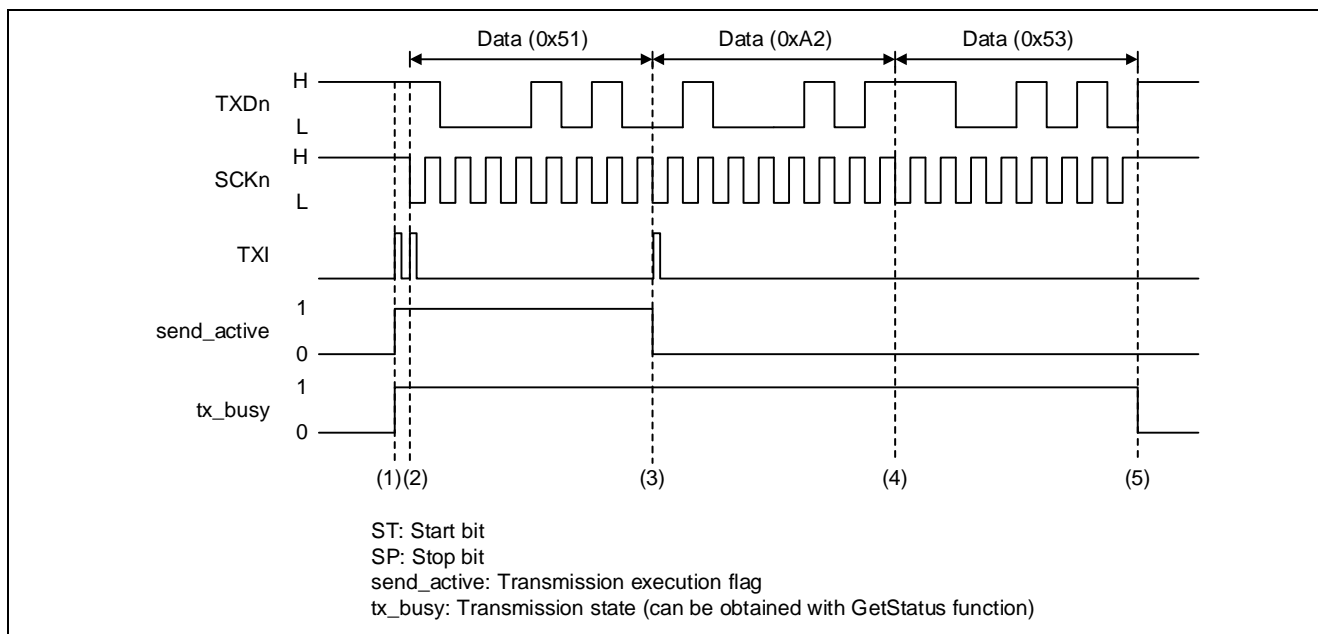 Data (0x51) Data (0xA2) Data (0x53)
H
TXDn
L
H
SCKn
L
TXI
1
send_active
0
1
tx_busy
0
(1) (2) (3) (4) (5)
ST: Start bit
SP: Stop bit
send_active: Transmission execution flag
tx_busy: Transmission state (can be obtained with GetStatus function)